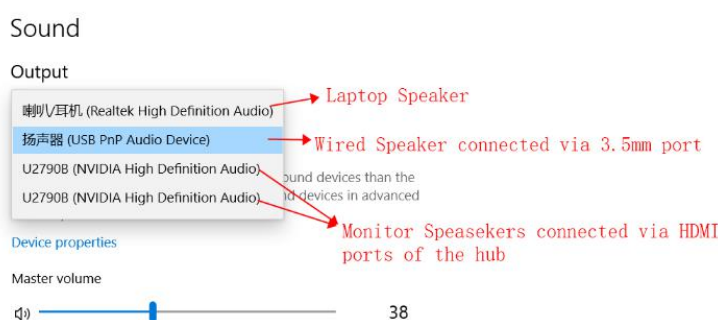 Sound
Output
喇叭/耳机 (Realtek High Definition Audio)
Laptop Speaker
扬声器 (USB PnP Audio Device)
Wired Speaker connected via 3.5mm port
U2790B (NVIDIA High Definition Audio)
ound devices than the
U2790B (NVIDIA High Definition Audio)
nd devices in advanced
Monitor Speasekers connected via HDMI
ports of the hub
Device properties
Master volume
38